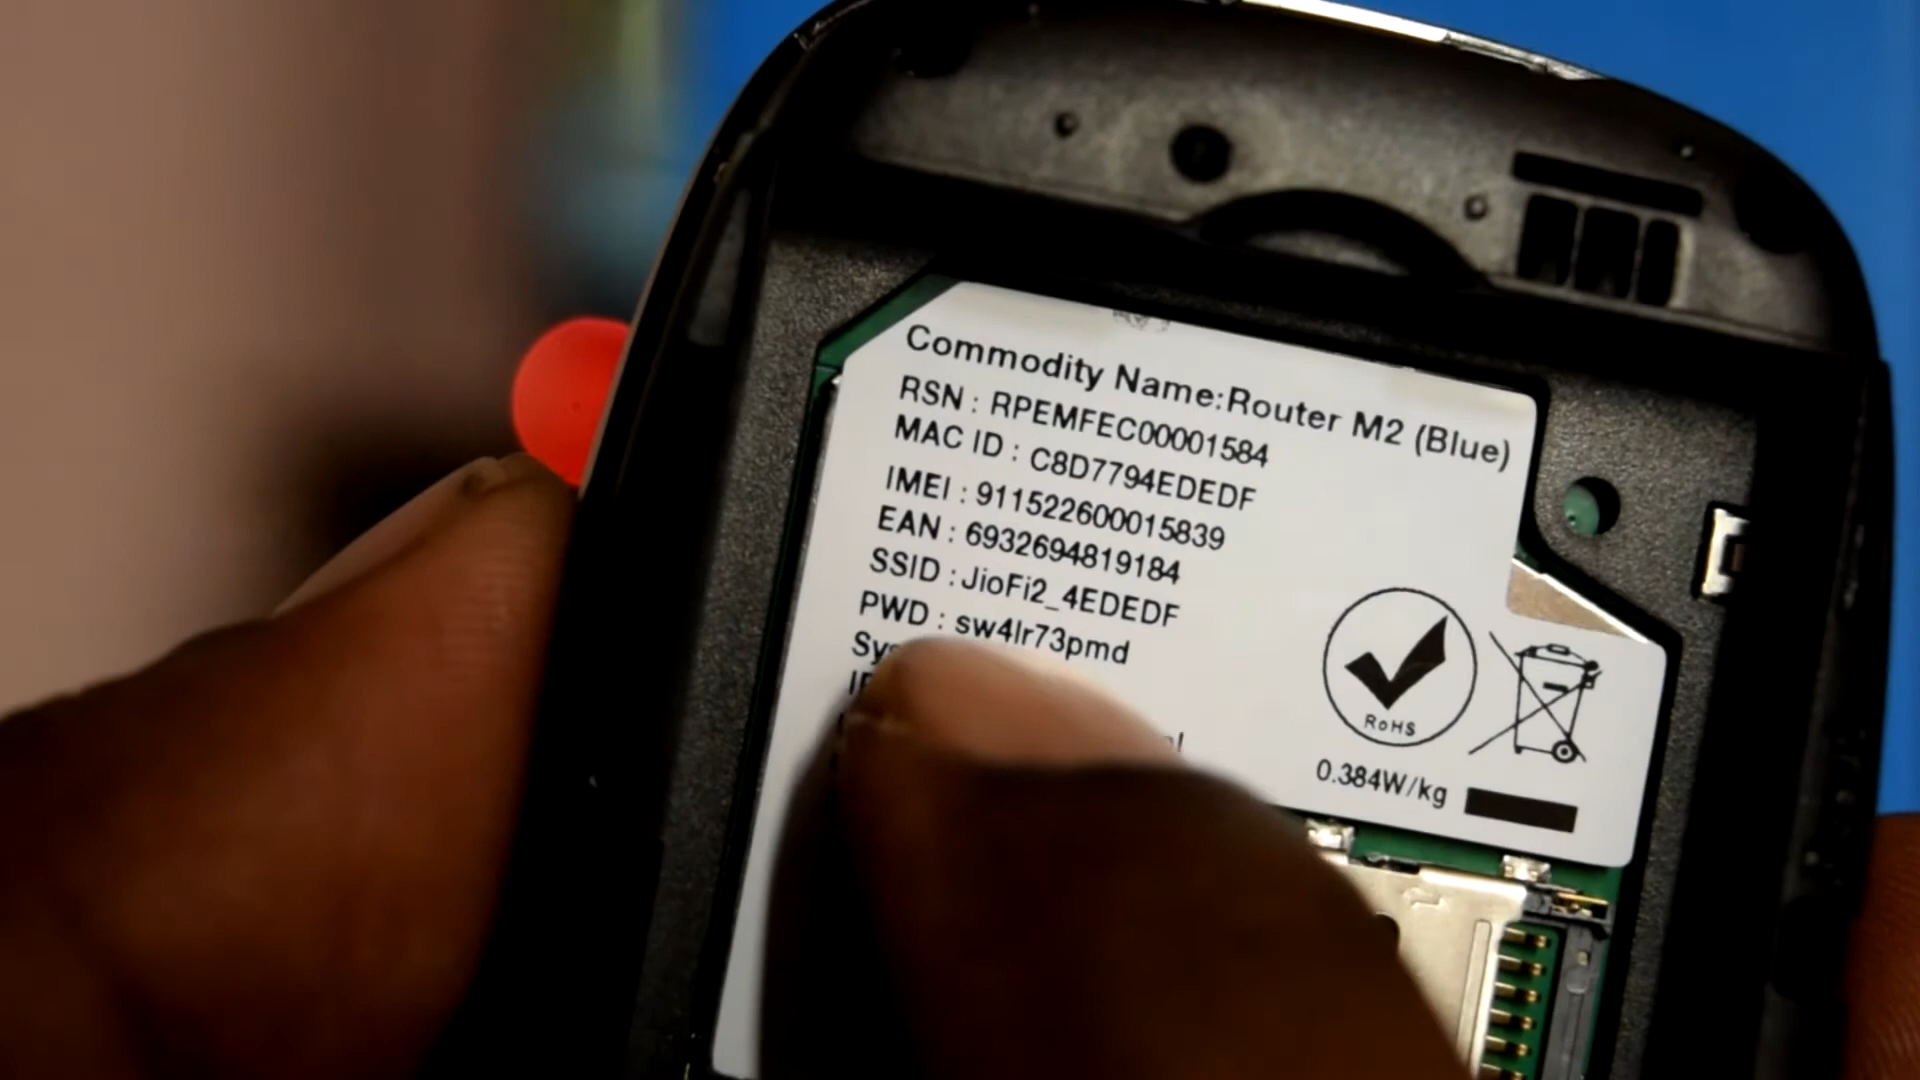 Commodity Name:Router M2 (Blue)
RSN : RPEMFEC00001584
MAC ID : C8D7794EDEDF
IMEI : 911522600015839
EAN : 6932694819184
SSID : JioFi2_4EDEDF
PWD : sw4lr73pmd
RoHS
0.384W/kg